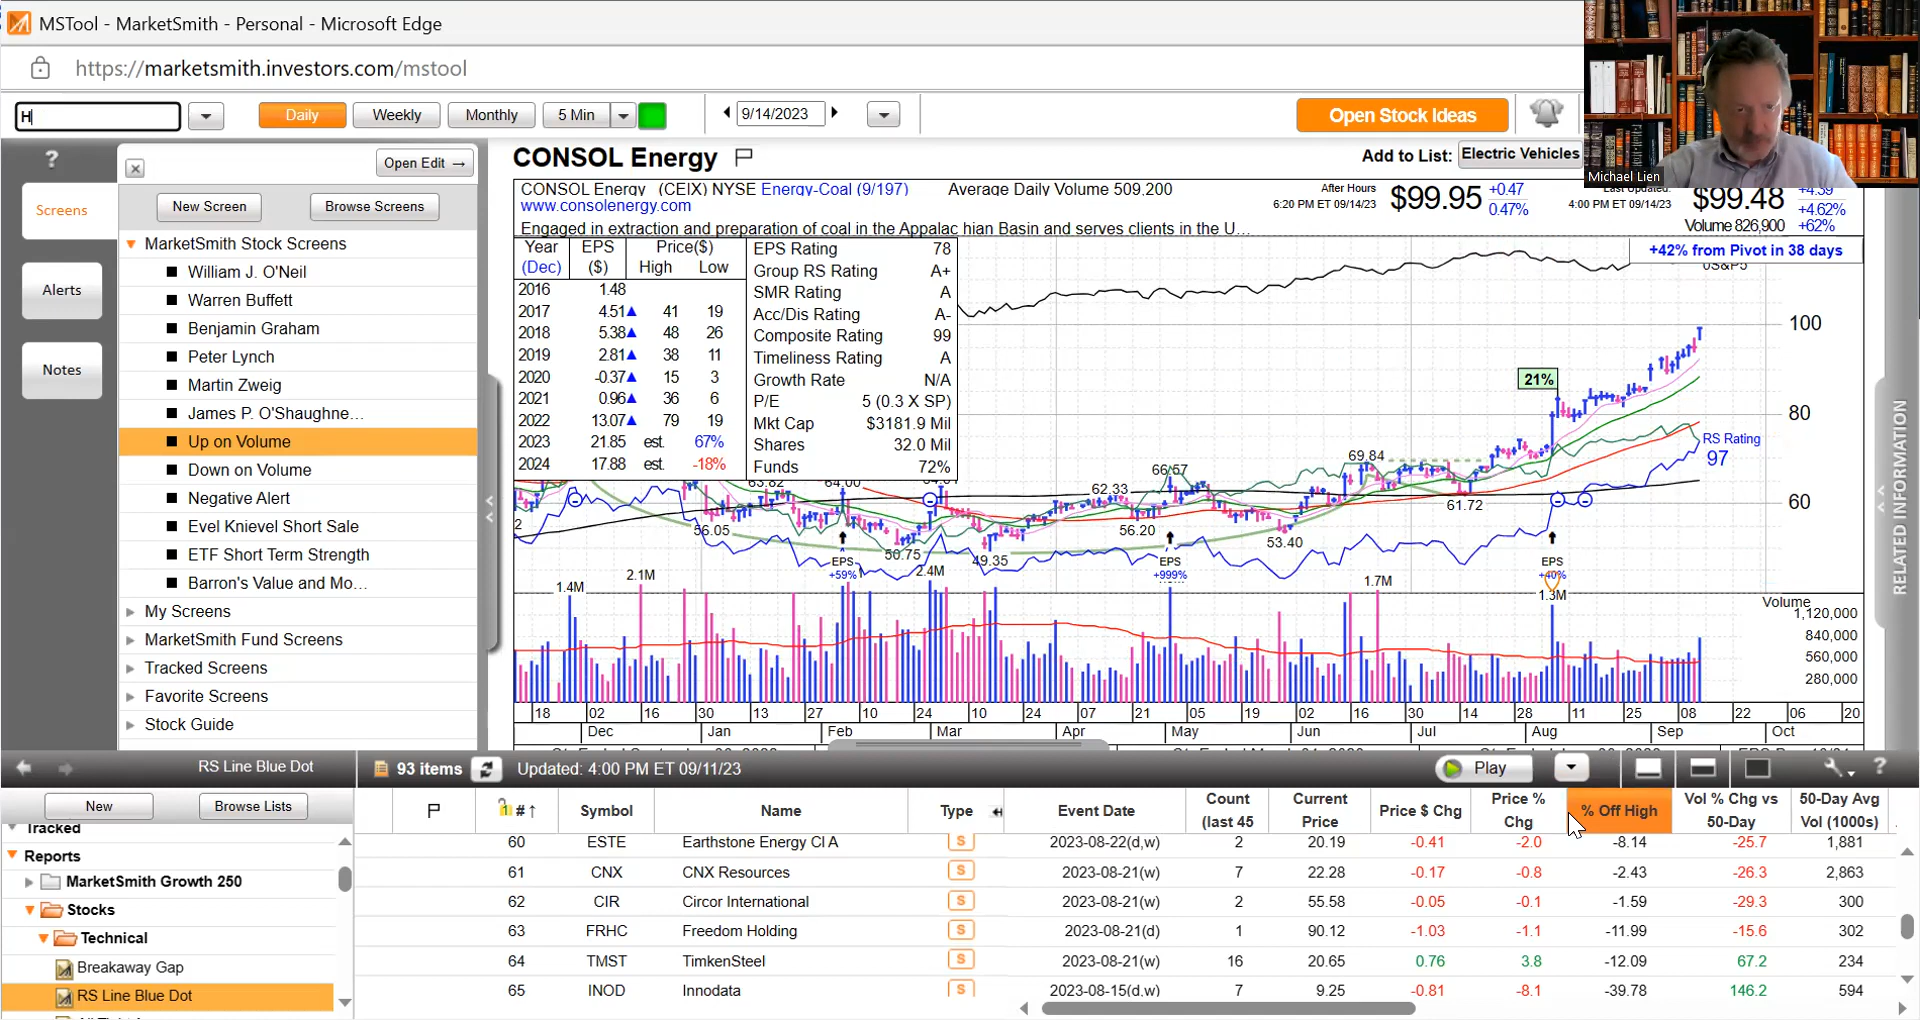 MSTool - MarketSmith - Personal - Microsoft Edge
https://marketsmith.investors.com/mstool
H
Daily
Weekly
Monthly
5 Min
9/14/2023
Open Stock Ideas
Michael Lien
?
Open Edit →
CONSOL Energy
Add to List:
Electric Vehicles
Screens
Alerts
Notes
New Screen
Browse Screens
MarketSmith Stock Screens
William J. O'Neil
Warren Buffett
Benjamin Graham
Peter Lynch
Martin Zweig
James P. O'Shaughne…
Up on Volume
Down on Volume
Negative Alert
Evel Knievel Short Sale
ETF Short Term Strength
Barron's Value and Mo…
My Screens
MarketSmith Fund Screens
Tracked Screens
Favorite Screens
Stock Guide
CONSOL Energy (CEIX) NYSE Energy-Coal (9/197) Average Daily Volume 509,200
www.consolenergy.com
Engaged in extraction and preparation of coal in the Appalac hian Basin and serves clients in the U…
After Hours
6:20 PM ET 09/14/23
$99.95
+0.47
0.47%
Last Updated:
4:00 PM ET 09/14/23
$99.48
+4.39
+4.62%
Volume 826,900
+62%
+42% from Pivot in 38 days
US&P5
Year EPS Price($)
(Dec) ($) High Low
2016 1.48
2017 4.51 41 19
2018 5.38 48 26
2019 2.81 38 11
2020 -0.37 15 3
2021 0.96 36 6
2022 13.07 79 19
2023 21.85 est. 67%
2024 17.88 est. -18%
EPS Rating 78
Group RS Rating A+
SMR Rating A
Acc/Dis Rating A-
Composite Rating 99
Timeliness Rating A
Growth Rate N/A
P/E 5 (0.3 X SP)
Mkt Cap $3181.9 Mil
Shares 32.0 Mil
Funds 72%
100
80
60
21%
RS Rating
97
63.82
64.00
66.57
69.84
62.33
61.72
56.05
56.20
53.40
50.75
49.35
2
EPS
+59%
EPS
+999%
EPS
+40%
1.4M
2.1M
2.4M
1.7M
1.3M
Volume
1,120,000
840,000
560,000
280,000
18 02 16 30 13 27 10 24 10 24 07 21 05 19 02 16 30 14 28 11 25 08 22 06 20
Dec Jan Feb Mar Apr May Jun Jul Aug Sep Oct
RELATED INFORMATION
RS Line Blue Dot
93 items
Updated: 4:00 PM ET 09/11/23
Play
?
New
Browse Lists
Tracked
Reports
MarketSmith Growth 250
Stocks
Technical
Breakaway Gap
RS Line Blue Dot
# ↑ Symbol Name Type Event Date Count (last 45 Current Price Price $ Chg Price % Chg % Off High Vol % Chg vs 50-Day 50-Day Avg Vol (1000s)
60 ESTE Earthstone Energy Cl A S 2023-08-22(d,w) 2 20.19 -0.41 -2.0 -8.14 -25.7 1,881
61 CNX CNX Resources S 2023-08-21(w) 7 22.28 -0.17 -0.8 -2.43 -26.3 2,863
62 CIR Circor International S 2023-08-21(w) 2 55.58 -0.05 -0.1 -1.59 -29.3 300
63 FRHC Freedom Holding S 2023-08-21(d) 1 90.12 -1.03 -1.1 -11.99 -15.6 302
64 TMST TimkenSteel S 2023-08-21(w) 16 20.65 0.76 3.8 -12.09 67.2 234
65 INOD Innodata S 2023-08-15(d,w) 7 9.25 -0.81 -8.1 -39.78 146.2 594